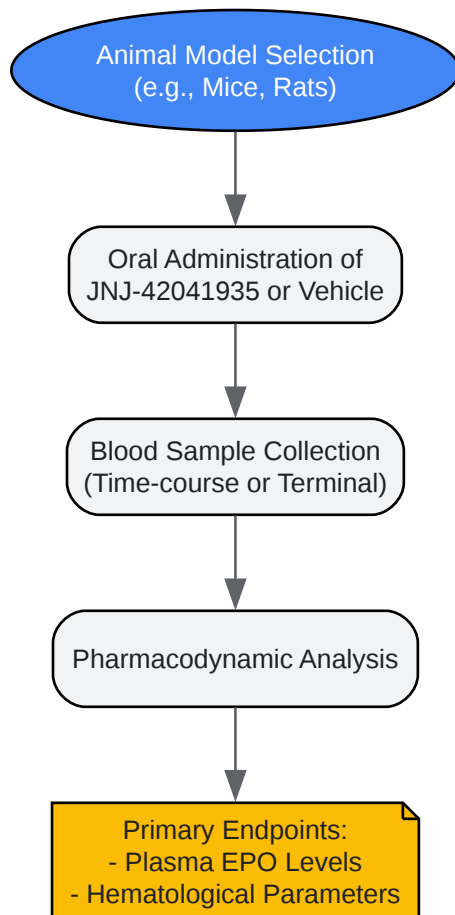 Animal Model Selection
(e.g., Mice, Rats)
Oral Administration of
JNJ-42041935 or Vehicle
Blood Sample Collection
(Time-course or Terminal)
Pharmacodynamic Analysis
Primary Endpoints:
- Plasma EPO Levels
- Hematological Parameters